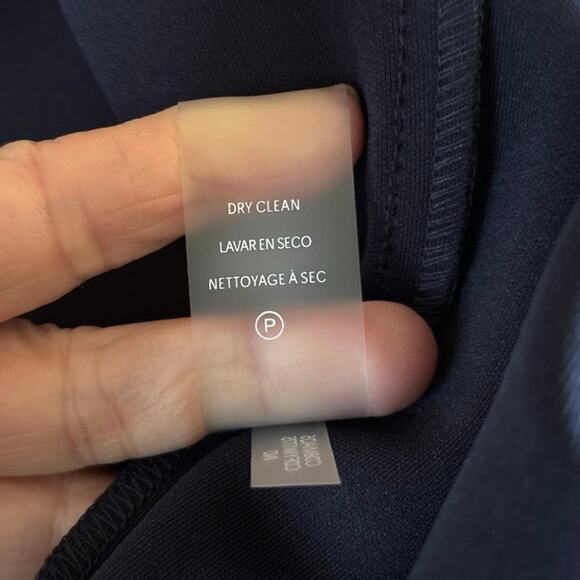 DRY CLEAN
LAVAR EN SECO
NETTOYAGE À SEC
P